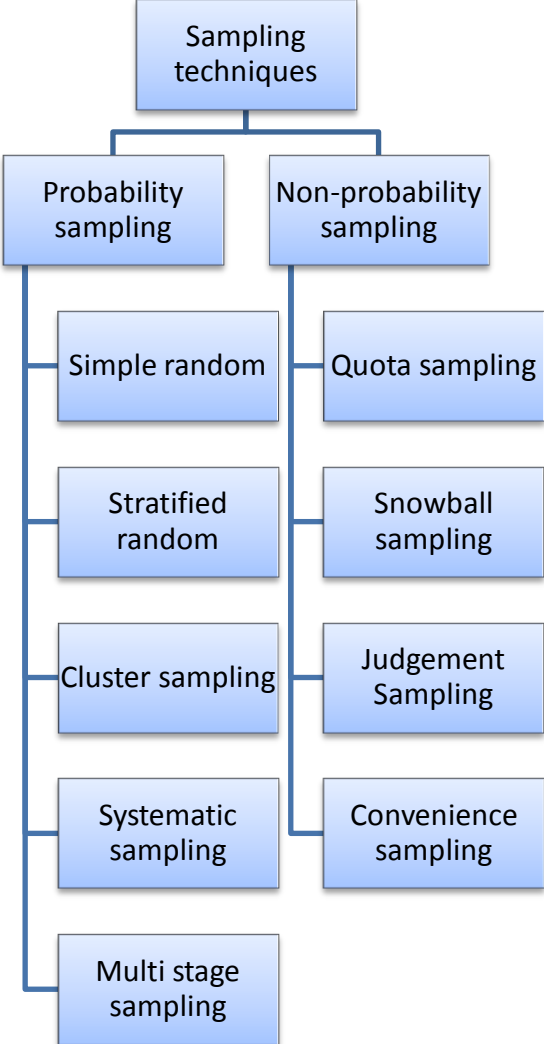 Sampling
techniques
Probability
sampling
Non-probability
sampling
Simple random
Quota sampling
Stratified
random
Snowball
sampling
Cluster sampling
Judgement
Sampling
Systematic
sampling
Convenience
sampling
Multi stage
sampling